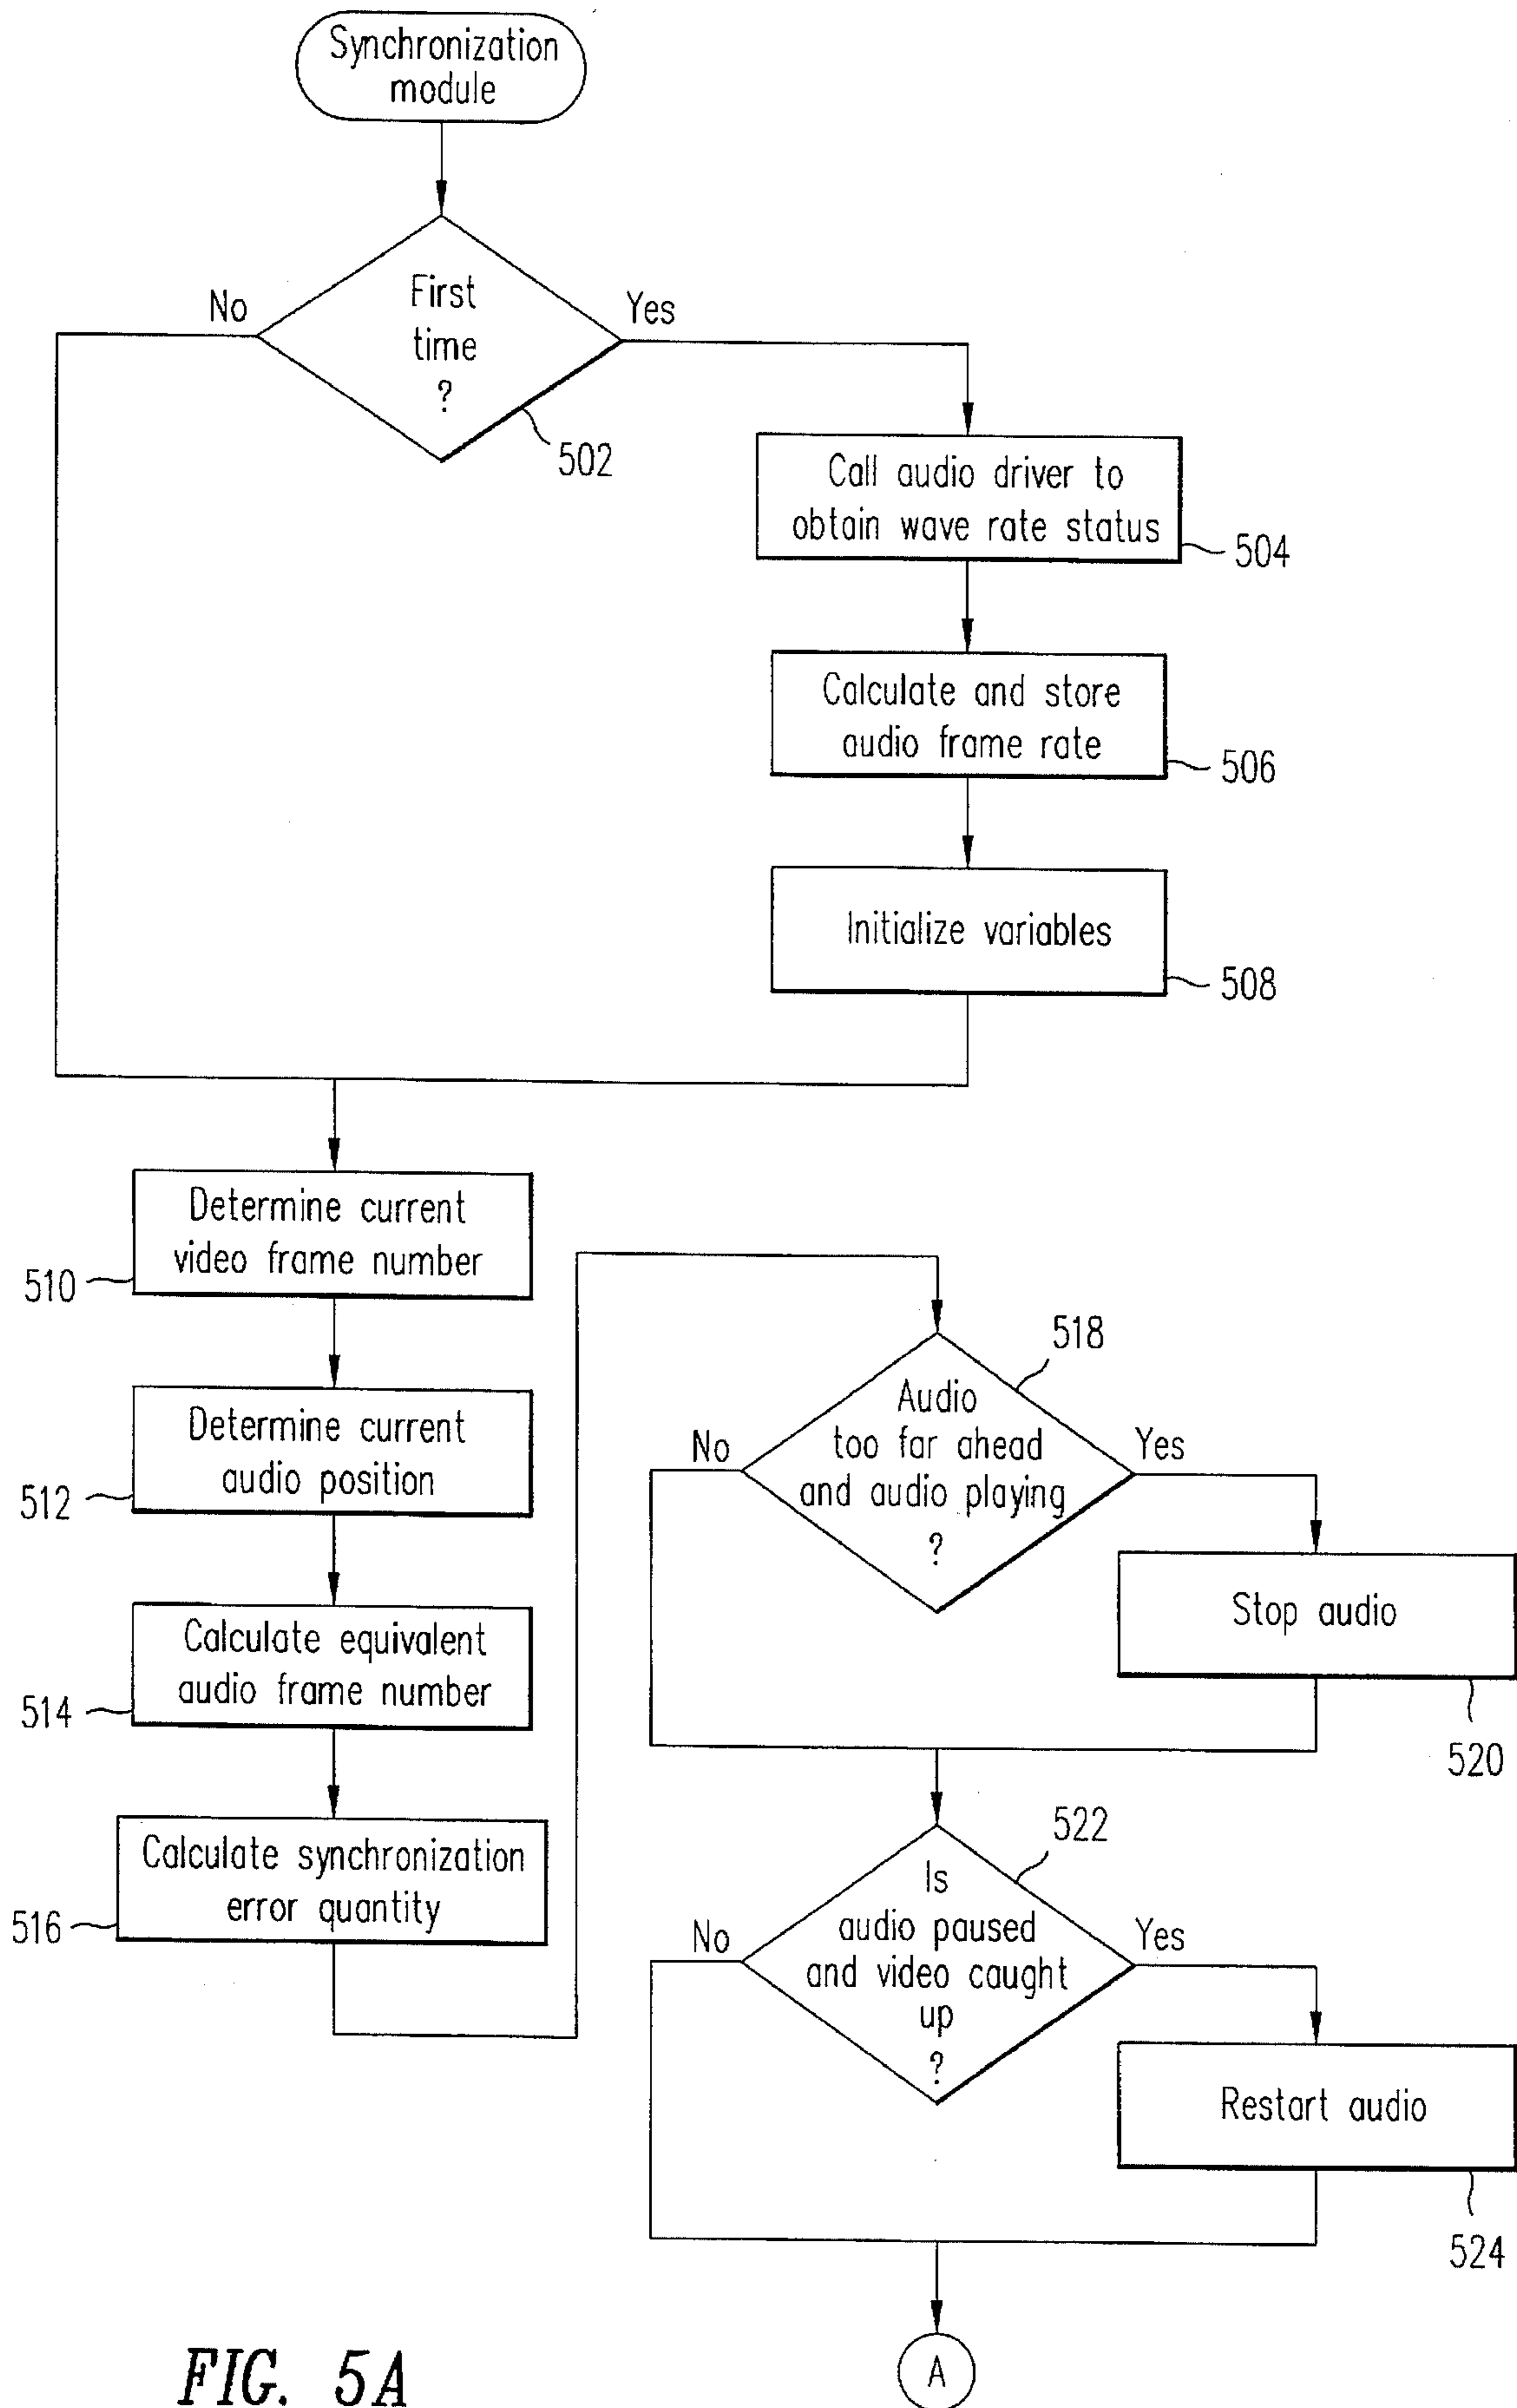 Synchronization
module
First
time
?
No
Yes
502
Call audio driver to
obtain wave rate status
504
Calculate and store
audio frame rate
506
Initialize variables
508
Determine current
video frame number
510
Determine current
audio position
512
Calculate equivalent
audio frame number
514
Calculate synchronization
error quantity
516
518
Audio
too far ahead
and audio playing
?
No
Yes
Stop audio
520
522
Is
audio paused
and video caught
up
?
No
Yes
Restart audio
524
A
FIG. 5A